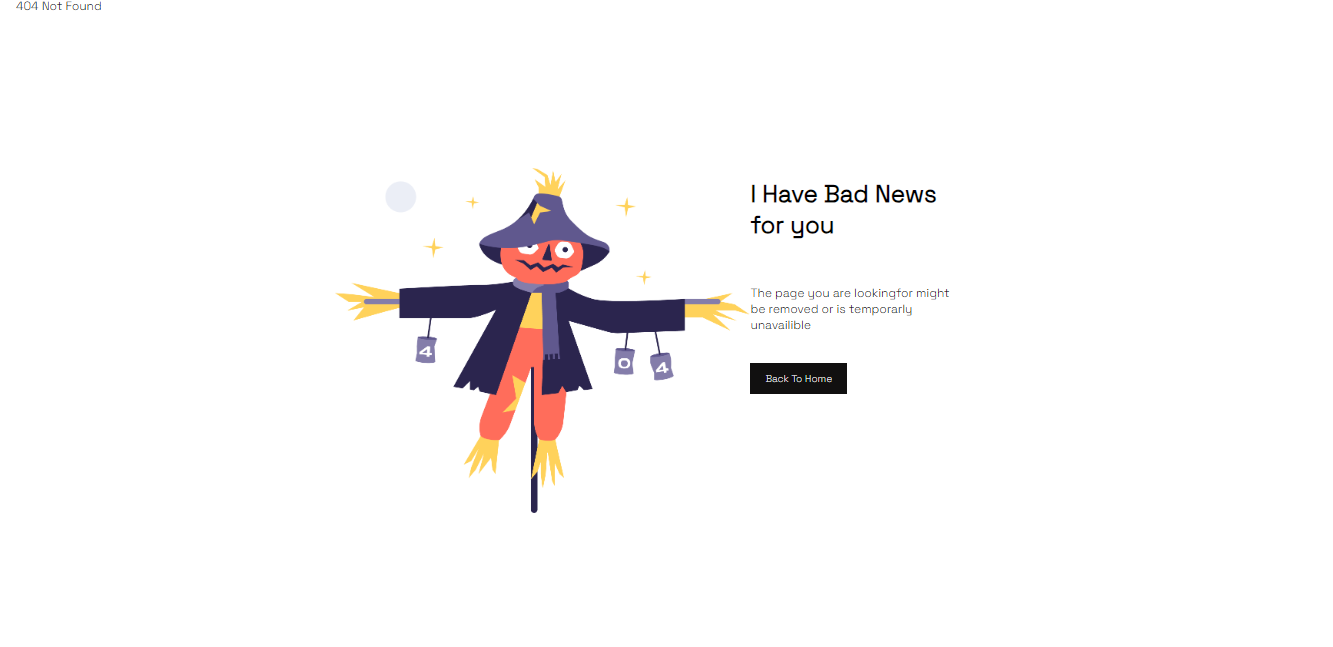 404 Not Found
I Have Bad News
for you
The page you are lookingfor might
be removed or is temporarly
unavailible
4
0 4
Back To Home